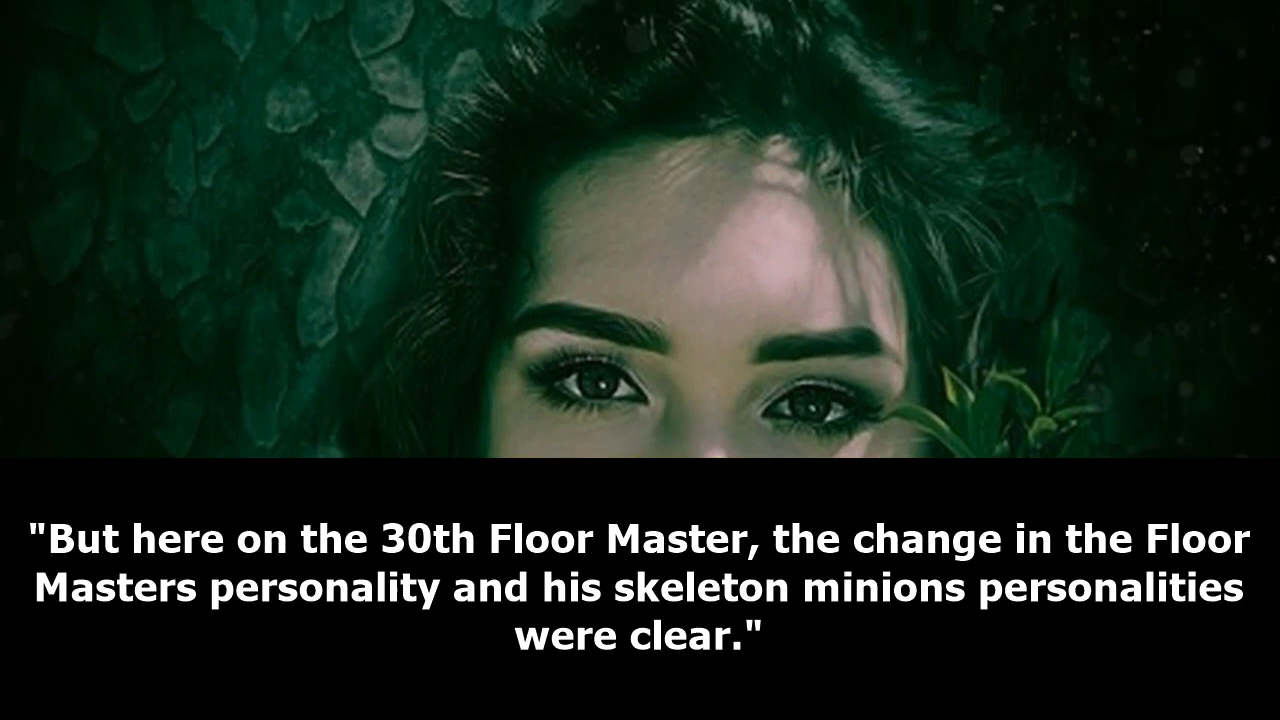 "But here on the 30th Floor Master, the change in the Floor
Masters personality and his skeleton minions personalities
were clear."